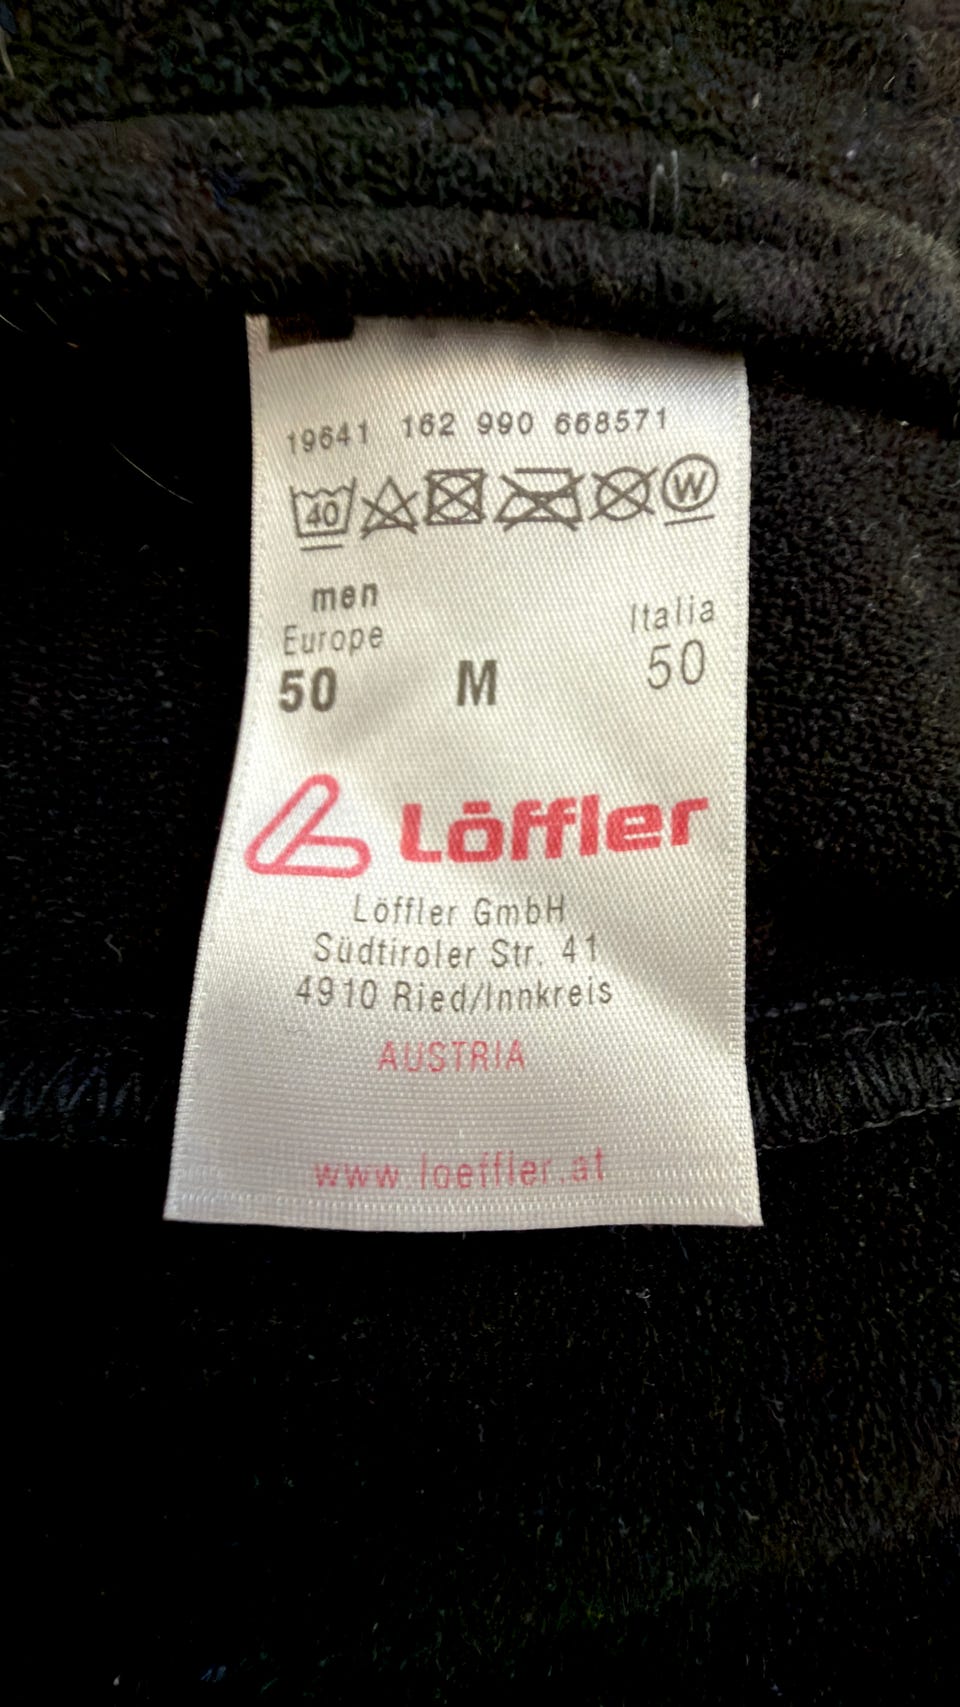 19641 162 990 668571
40 W
men
Europe Italia
50 M 50
Löffler
Löffler GmbH
Südtiroler Str. 41
4910 Ried/Innkreis
AUSTRIA
www.loeffler.at